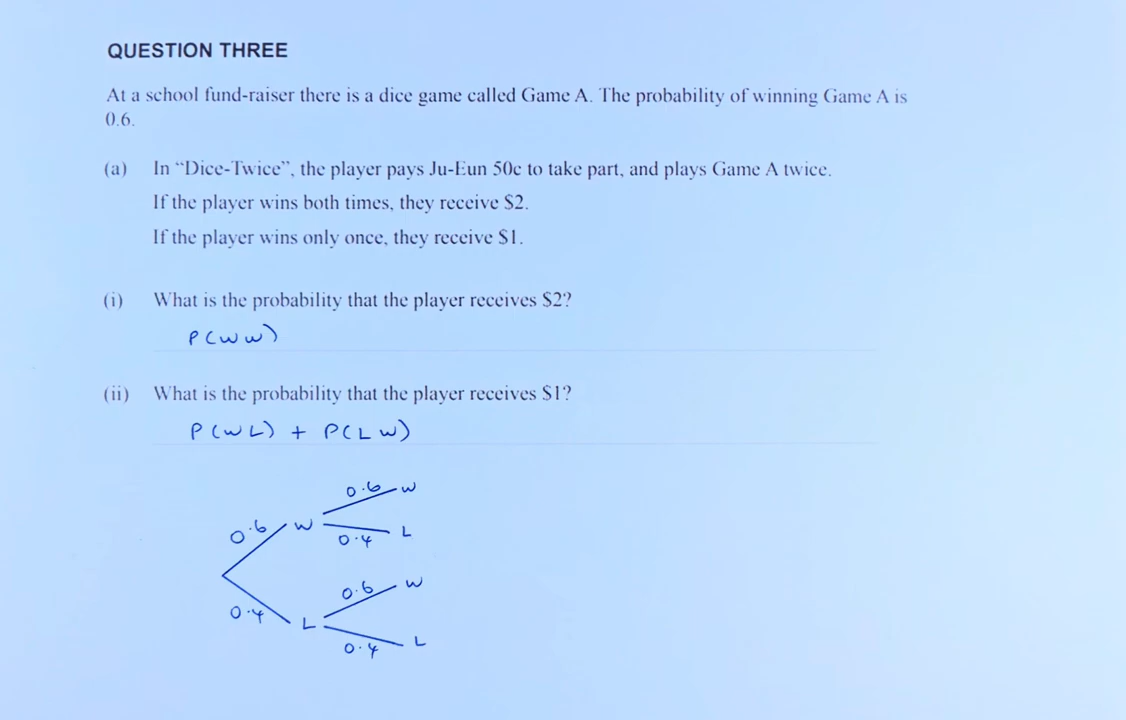 QUESTION THREE
At a school fund-raiser there is a dice game called Game A. The probability of winning Game A is
0.6.
(a) In “Dice-Twice”, the player pays Ju-Eun 50c to take part, and plays Game A twice.
If the player wins both times, they receive $2.
If the player wins only once, they receive $1.
(i) What is the probability that the player receives $2?
P(WW)
(ii) What is the probability that the player receives $1?
P(WL) + P(LW)
0.6 W
0.6 W
0.4 L
0.6 W
0.4 L
0.4 L